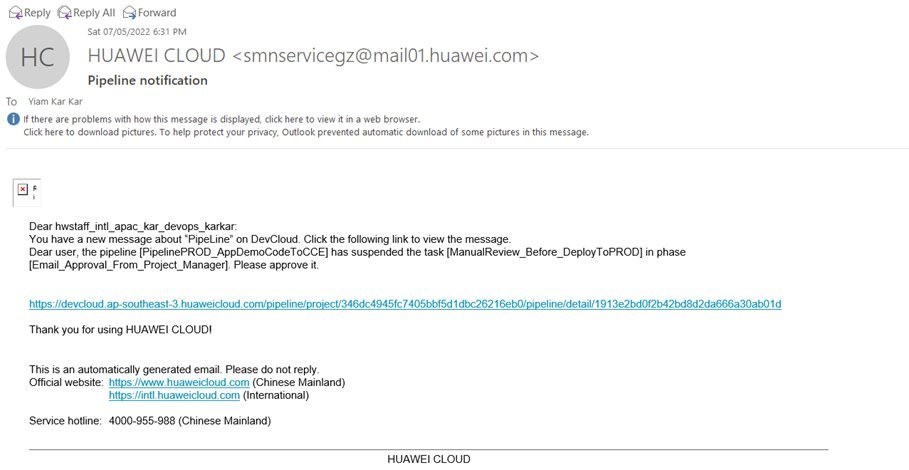 Reply Reply All Forward
Sat 07/05/2022 6:31 PM
HC
HUAWEI CLOUD <smnservicegz@mail01.huawei.com>
Pipeline notification
To Yiam Kar Kar
If there are problems with how this message is displayed, click here to view it in a web browser.
Click here to download pictures. To help protect your privacy, Outlook prevented automatic download of some pictures in this message.
Dear hwstaff_intl_apac_kar_devops_karkar:
You have a new message about "PipeLine" on DevCloud. Click the following link to view the message.
Dear user, the pipeline [PipelinePROD_AppDemoCodeToCCE] has suspended the task [ManualReview_Before_DeployToPROD] in phase
[Email_Approval_From_Project_Manager]. Please approve it.
https://devcloud.ap-southeast-3.huaweicloud.com/pipeline/project/346dc4945fc7405bbf5d1dbc26216eb0/pipeline/detail/1913e2bd0f2b42bd8d2da666a30ab01d
Thank you for using HUAWEI CLOUD!
This is an automatically generated email. Please do not reply.
Official website: https://www.huaweicloud.com (Chinese Mainland)
https://intl.huaweicloud.com (International)
Service hotline: 4000-955-988 (Chinese Mainland)
HUAWEI CLOUD